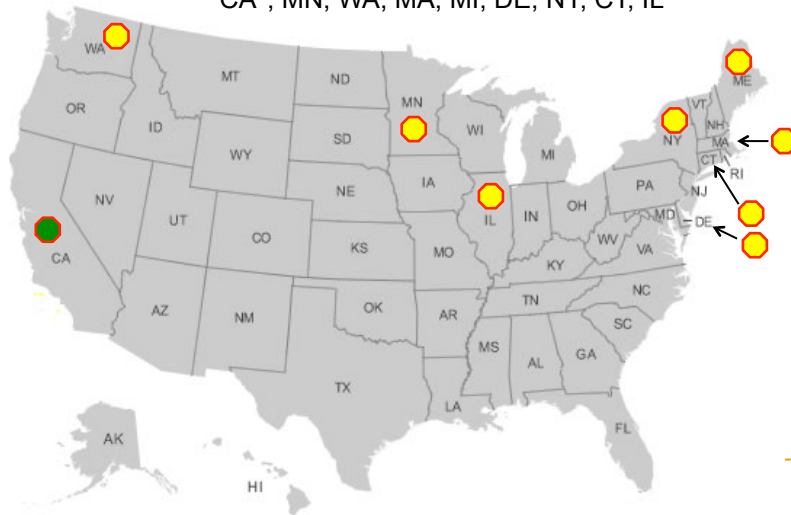 CA , MN, WA, MA, MI, DE, NY, CT, IL
WA
MT
ND
MN
ME
VT
NH
OR
ID
SD
WI
NY
MA
WY
MI
CT
RI
NV
NE
IA
PA
NJ
UT
IL
IN
OH
MD
DE
CO
KS
MO
WV
VA
CA
KY
AZ
NM
OK
AR
TN
NC
SC
MS
AL
GA
TX
LA
FL
AK
HI